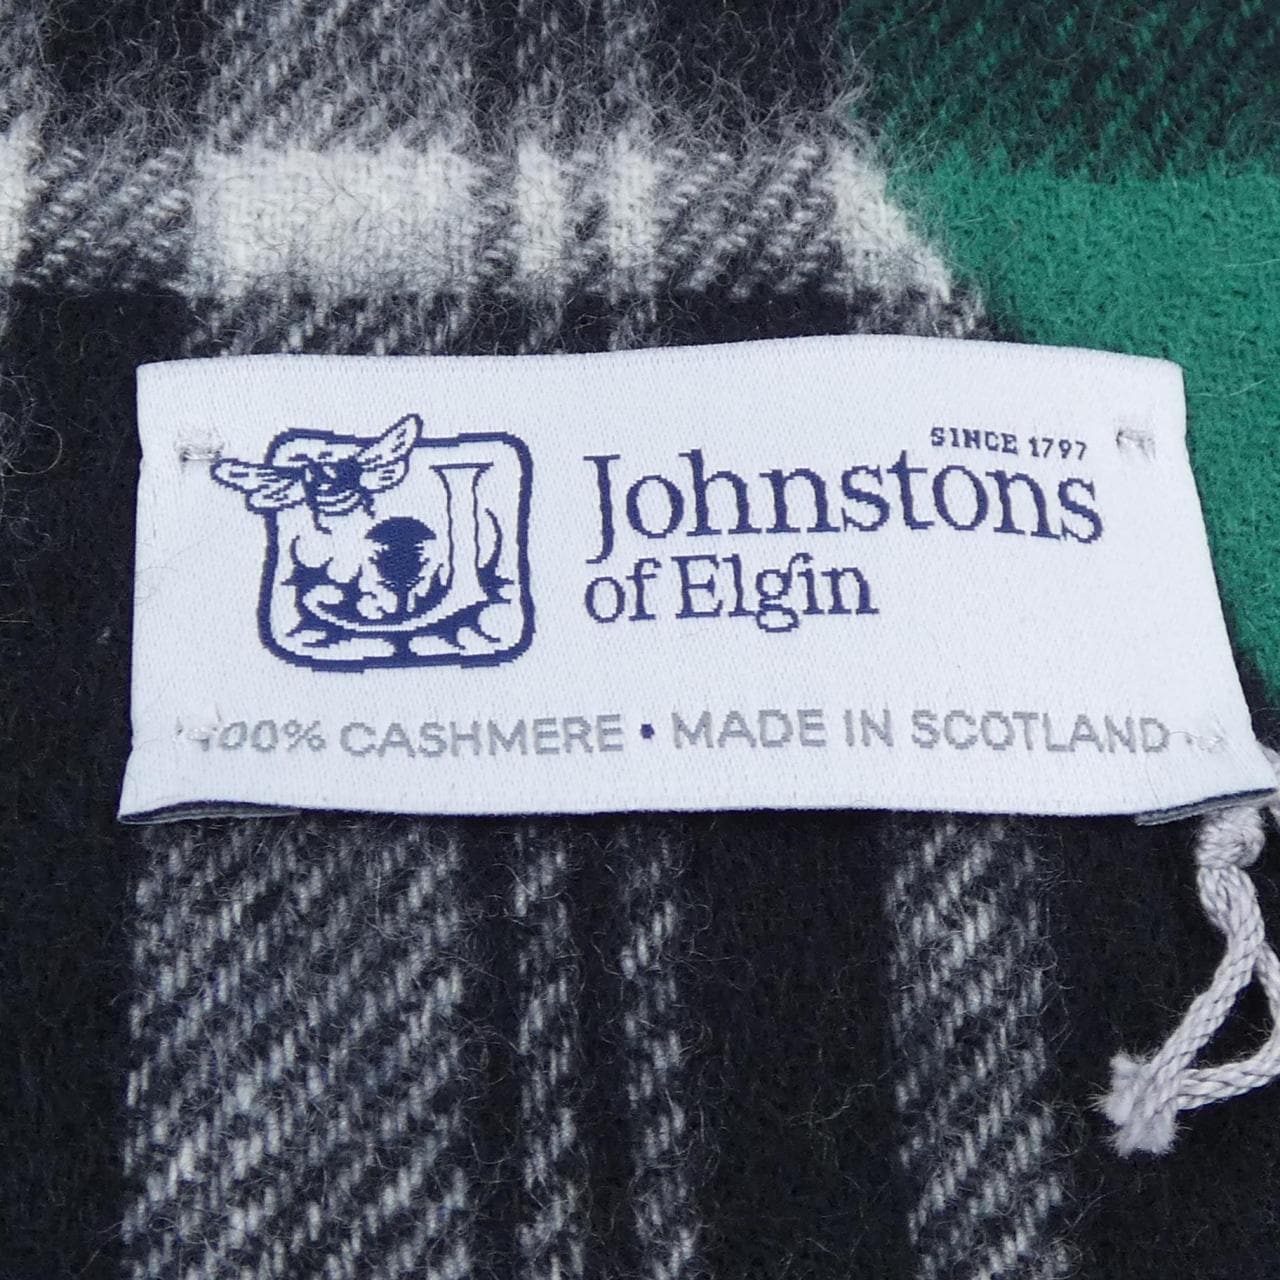 SINCE 1797
Johnstons
of Elgin
100% CASHMERE • MADE IN SCOTLAND